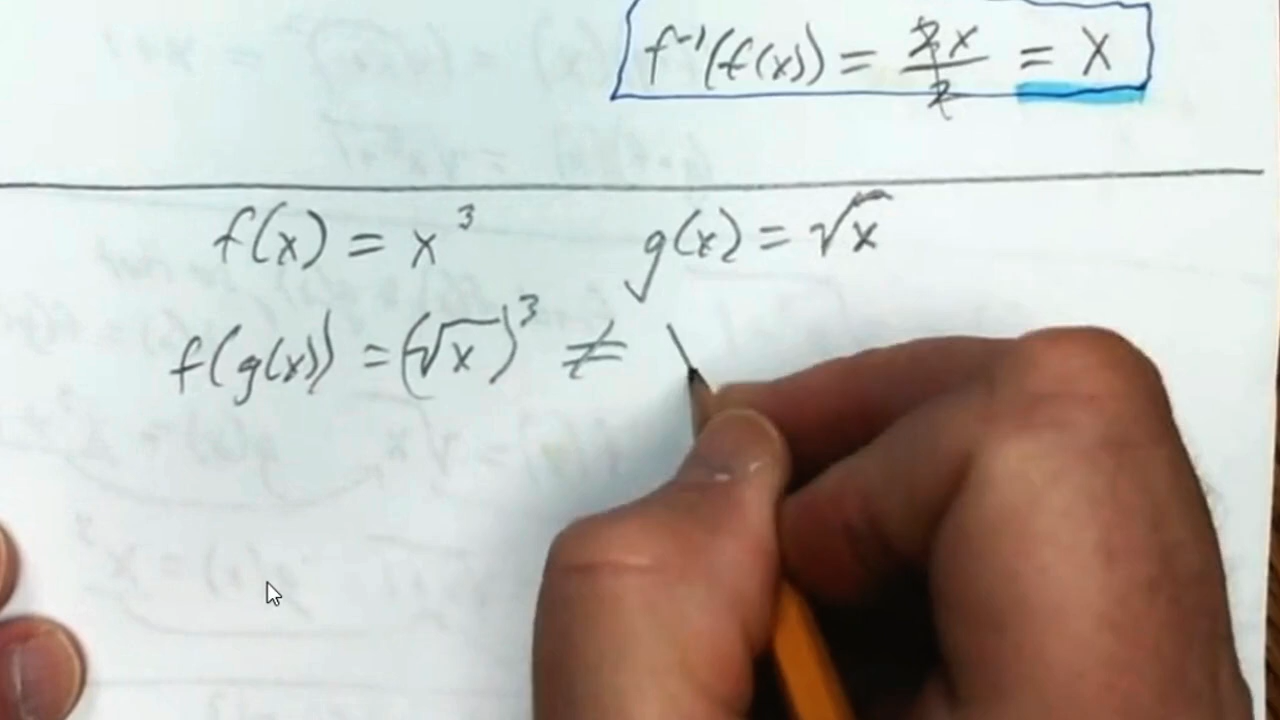 f⁻¹(f(x)) = 2x/2 = x
f(x) = x³ g(x) = √x
f(g(x)) = (√x)³ ≠